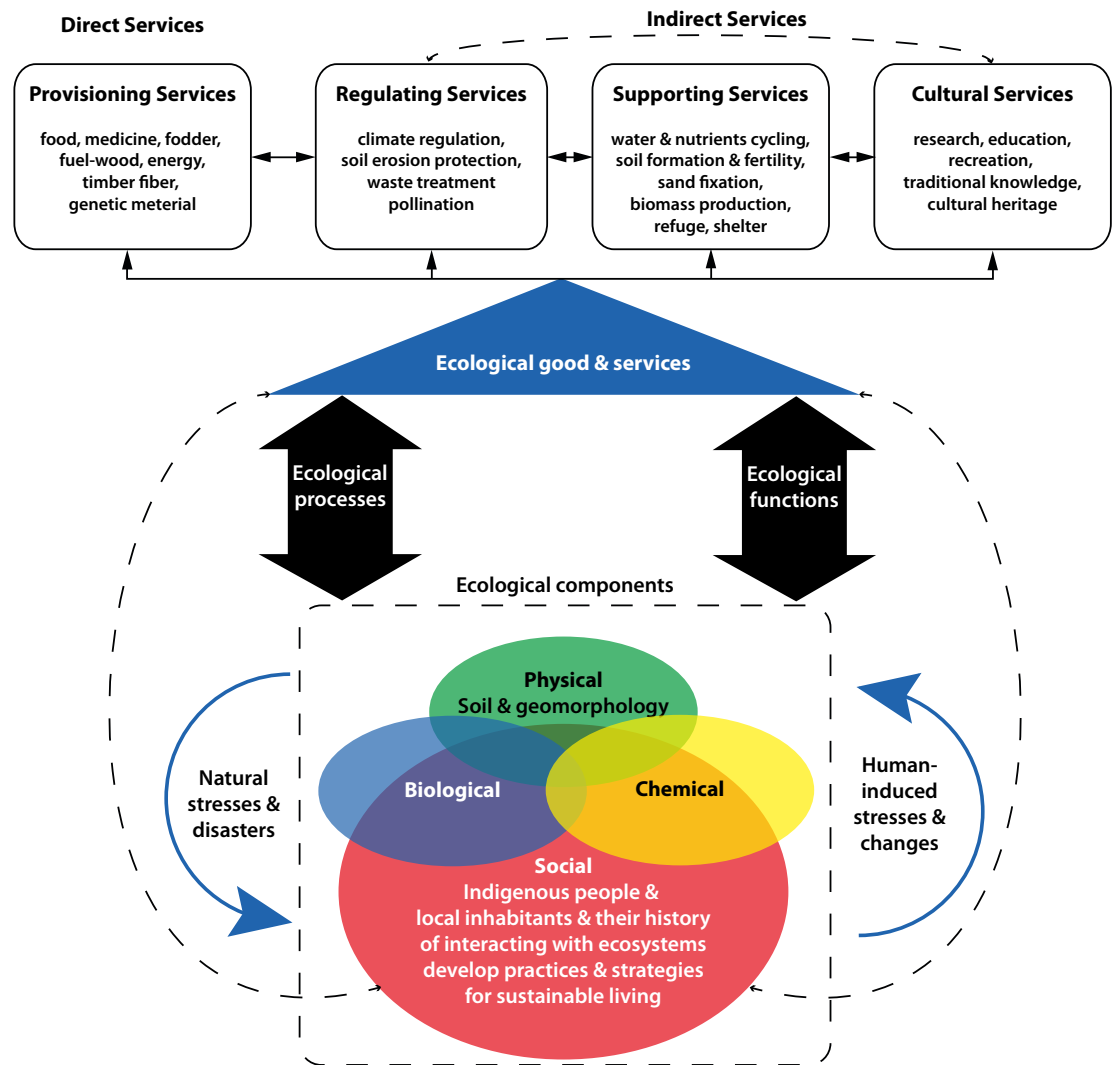 Direct Services
Indirect Services
Provisioning Services
food, medicine, fodder,
fuel-wood, energy,
timber fiber,
genetic meterial
Regulating Services
climate regulation,
soil erosion protection,
waste treatment
pollination
Supporting Services
water & nutrients cycling,
soil formation & fertility,
sand fixation,
biomass production,
refuge, shelter
Cultural Services
research, education,
recreation,
traditional knowledge,
cultural heritage
Ecological good & services
Ecological
processes
Ecological
functions
Ecological components
Physical
Soil & geomorphology
Biological
Chemical
Natural
stresses &
disasters
Human-
induced
stresses &
changes
Social
Indigenous people &
local inhabitants & their history
of interacting with ecosystems
develop practices & strategies
for sustainable living